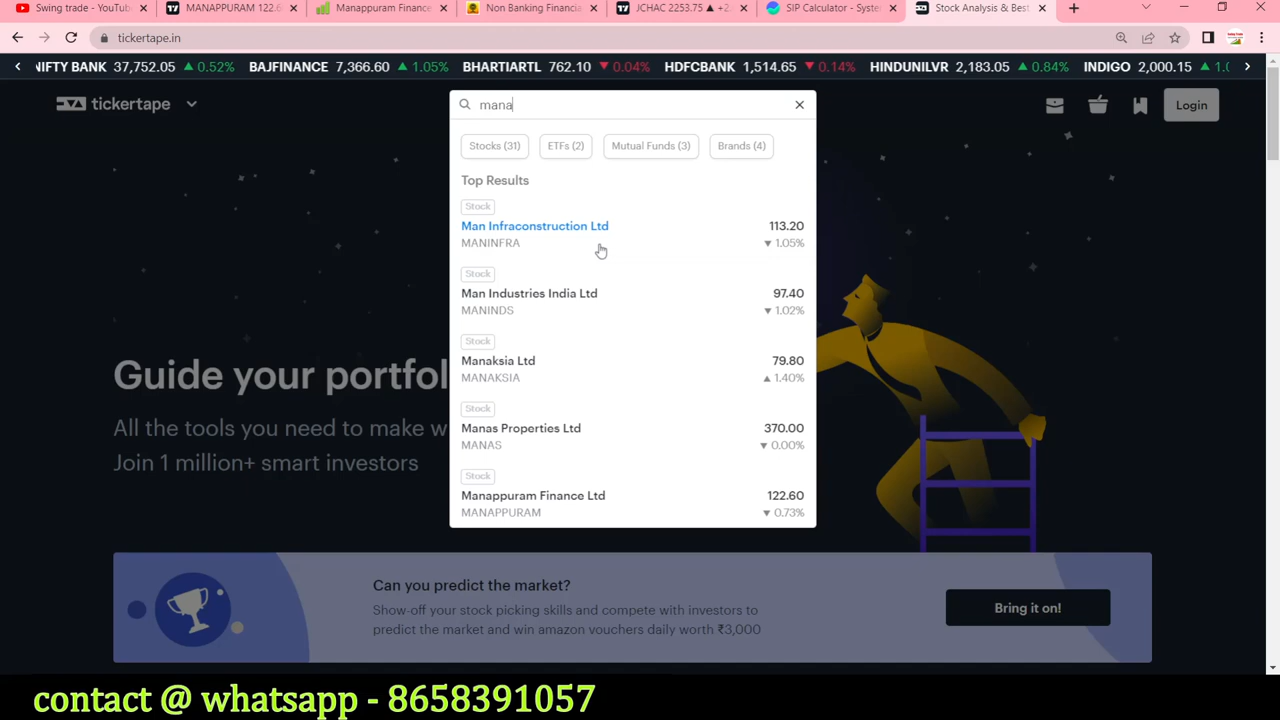 Swing trade - YouTu
MANAPPURAM 122.6
Manappuram Finance
Non Banking Financia
JCHAC 2253.75 ▲ +2
SIP Calculator - Syste
Stock Analysis & Best
tickertape.in
NIFTY BANK 37,752.05 ▲ 0.52% BAJFINANCE 7,366.60 ▲ 1.05% BHARTIARTL 762.10 ▼ 0.04% HDFCBANK 1,514.65 ▼ 0.14% HINDUNILVR 2,183.05 ▲ 0.84% INDIGO 2,000.15 ▲ 1.0
tickertape
Login
mana
Stocks (31) ETFs (2) Mutual Funds (3) Brands (4)
Top Results
Stock
Man Infraconstruction Ltd 113.20
MANINFRA ▼ 1.05%
Stock
Man Industries India Ltd 97.40
MANINDS ▼ 1.02%
Stock
Manaksia Ltd 79.80
MANAKSIA ▲ 1.40%
Stock
Manas Properties Ltd 370.00
MANAS ▼ 0.00%
Stock
Manappuram Finance Ltd 122.60
MANAPPURAM ▼ 0.73%
Guide your portfol
All the tools you need to make w
Join 1 million+ smart investors
Can you predict the market?
Show-off your stock picking skills and compete with investors to
predict the market and win amazon vouchers daily worth ₹3,000
Bring it on!
contact @ whatsapp - 8658391057